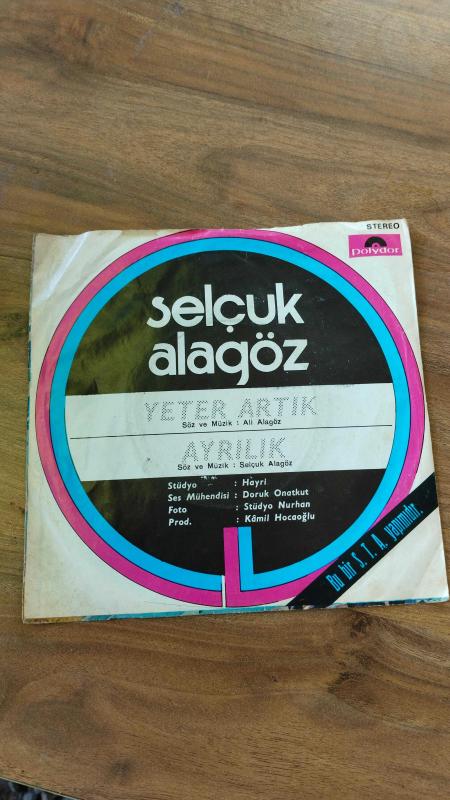 STEREO
Polydor
selçuk
alagöz
YETER ARTIK
Söz ve Müzik : Ali Alagöz
AYRILIK
Söz ve Müzik : Selçuk Alagöz
Stüdyo : Hayri
Ses Mühendisi : Doruk Onatkut
Foto : Stüdyo Nurhan
Prod. : Kâmil Hocaoğlu
Bu bir S. T. A. yapımıdır.